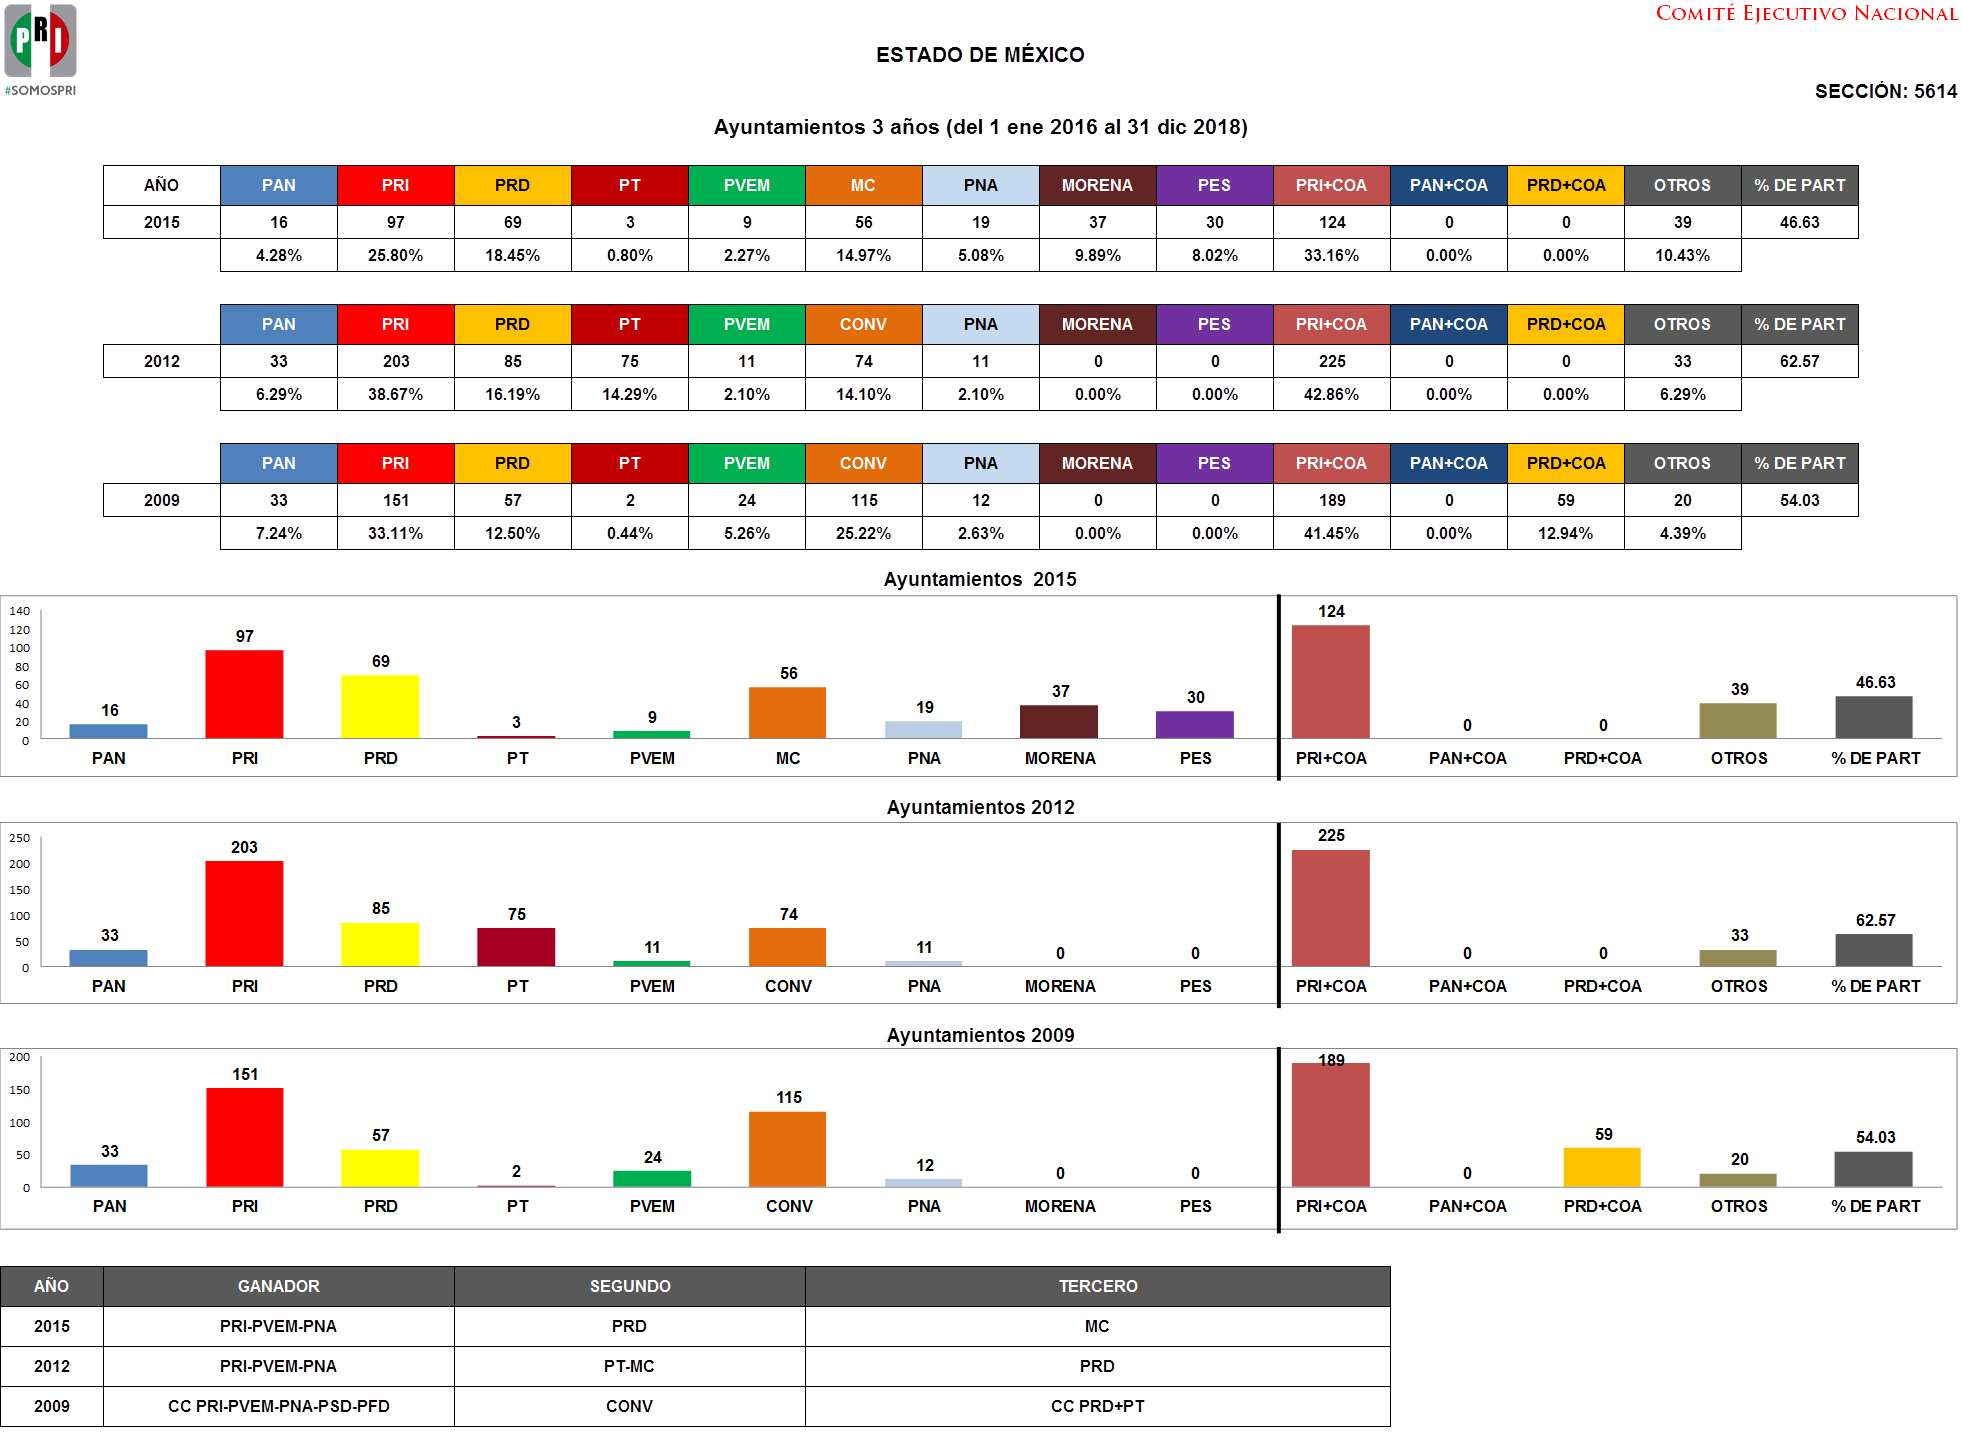 PRI
#SOMOSPRI
COMITÉ EJECUTIVO NACIONAL
ESTADO DE MÉXICO
SECCIÓN: 5614
Ayuntamientos 3 años (del 1 ene 2016 al 31 dic 2018)
AÑO PAN PRI PRD PT PVEM MC PNA MORENA PES PRI+COA PAN+COA PRD+COA OTROS % DE PART
2015 16 97 69 3 9 56 19 37 30 124 0 0 39 46.63
4.28% 25.80% 18.45% 0.80% 2.27% 14.97% 5.08% 9.89% 8.02% 33.16% 0.00% 0.00% 10.43%
PAN PRI PRD PT PVEM CONV PNA MORENA PES PRI+COA PAN+COA PRD+COA OTROS % DE PART
2012 33 203 85 75 11 74 11 0 0 225 0 0 33 62.57
6.29% 38.67% 16.19% 14.29% 2.10% 14.10% 2.10% 0.00% 0.00% 42.86% 0.00% 0.00% 6.29%
PAN PRI PRD PT PVEM CONV PNA MORENA PES PRI+COA PAN+COA PRD+COA OTROS % DE PART
2009 33 151 57 2 24 115 12 0 0 189 0 59 20 54.03
7.24% 33.11% 12.50% 0.44% 5.26% 25.22% 2.63% 0.00% 0.00% 41.45% 0.00% 12.94% 4.39%
Ayuntamientos 2015
140
120
100
80
60
40
20
0
16 97 69 3 9 56 19 37 30 124 0 0 39 46.63
PAN PRI PRD PT PVEM MC PNA MORENA PES PRI+COA PAN+COA PRD+COA OTROS % DE PART
Ayuntamientos 2012
250
200
150
100
50
0
33 203 85 75 11 74 11 0 0 225 0 0 33 62.57
PAN PRI PRD PT PVEM CONV PNA MORENA PES PRI+COA PAN+COA PRD+COA OTROS % DE PART
Ayuntamientos 2009
200
150
100
50
0
33 151 57 2 24 115 12 0 0 189 0 59 20 54.03
PAN PRI PRD PT PVEM CONV PNA MORENA PES PRI+COA PAN+COA PRD+COA OTROS % DE PART
AÑO GANADOR SEGUNDO TERCERO
2015 PRI-PVEM-PNA PRD MC
2012 PRI-PVEM-PNA PT-MC PRD
2009 CC PRI-PVEM-PNA-PSD-PFD CONV CC PRD+PT